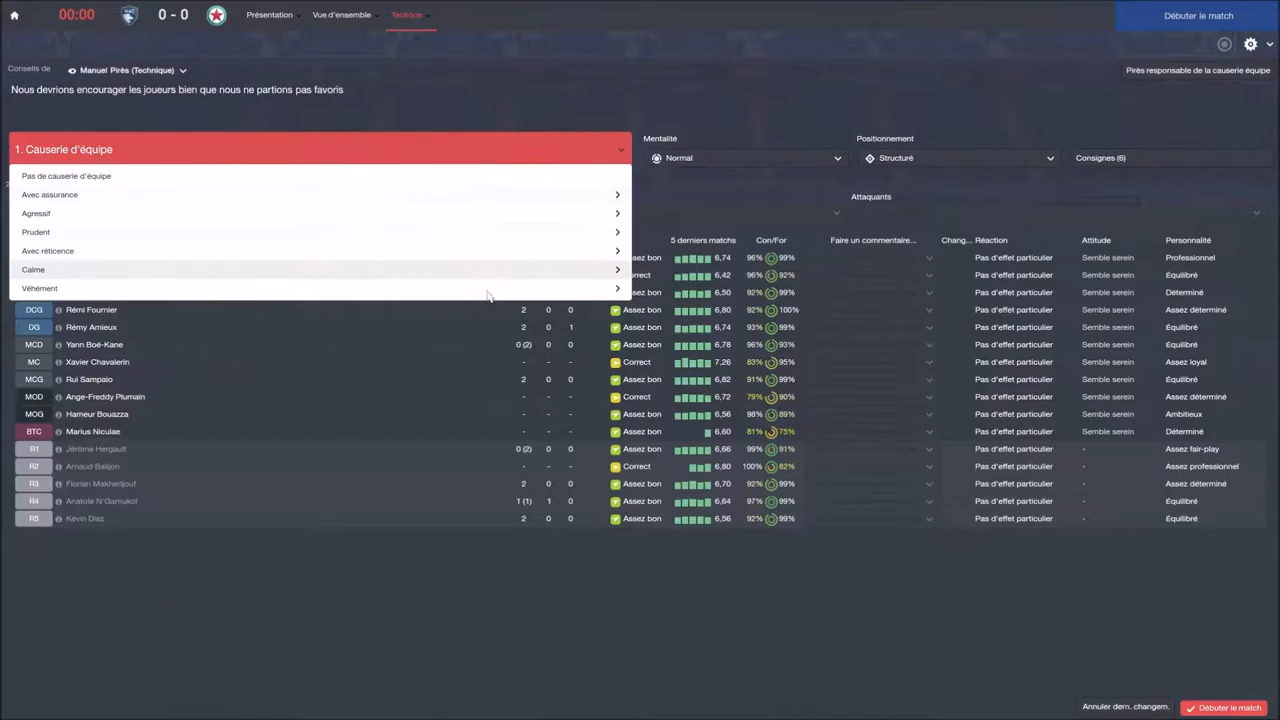 00:00 HAC 0 - 0 Présentation Vue d'ensemble Tactique Débuter le match
Conseils de Manuel Pirès (Technique) Pirès responsable de la causerie équipe
Nous devrions encourager les joueurs bien que nous ne partions pas favoris
1. Causerie d'équipe
Mentalité Positionnement
Normal Structuré Consignes (6)
Pas de causerie d'équipe
Avec assurance
Agressif
Prudent
Avec réticence
Calme
Véhément
Attaquants
5 derniers matchs Con/For Faire un commentaire... Chang... Réaction Attitude Personnalité
Assez bon 6,74 96% 99% Pas d'effet particulier Semble serein Professionnel
Correct 6,42 96% 92% Pas d'effet particulier Semble serein Équilibré
Assez bon 6,50 92% 99% Pas d'effet particulier Semble serein Déterminé
DCG Rémi Fournier 2 0 0 Assez bon 6,80 92% 100% Pas d'effet particulier Semble serein Assez déterminé
DG Rémy Amieux 2 0 1 Assez bon 6,74 93% 99% Pas d'effet particulier Semble serein Équilibré
MCD Yann Boé-Kane 0 (2) 0 0 Assez bon 6,78 96% 93% Pas d'effet particulier Semble serein Équilibré
MC Xavier Chavalerin - - - Correct 7,26 83% 95% Pas d'effet particulier Semble serein Assez loyal
MCG Rui Sampaio 2 0 0 Assez bon 6,82 91% 99% Pas d'effet particulier Semble serein Équilibré
MOD Ange-Freddy Plumain - - - Correct 6,72 79% 90% Pas d'effet particulier Semble serein Assez déterminé
MOG Hameur Bouazza - - - Assez bon 6,56 98% 89% Pas d'effet particulier Semble serein Ambitieux
BTC Marius Niculae - - - Assez bon 6,60 81% 75% Pas d'effet particulier Semble serein Déterminé
R1 Jérôme Hergault 0 (2) 0 0 Assez bon 6,66 99% 91% Pas d'effet particulier - Assez fair-play
R2 Arnaud Balijon - - - Correct 6,80 100% 82% Pas d'effet particulier - Assez professionnel
R3 Florian Makhedjouf 2 0 0 Assez bon 6,70 92% 99% Pas d'effet particulier - Assez déterminé
R4 Anatole N'Gamukol 1 (1) 1 0 Assez bon 6,64 97% 99% Pas d'effet particulier - Équilibré
R5 Kévin Diaz 2 0 0 Assez bon 6,56 92% 99% Pas d'effet particulier - Équilibré
Annuler dern. changem. Débuter le match